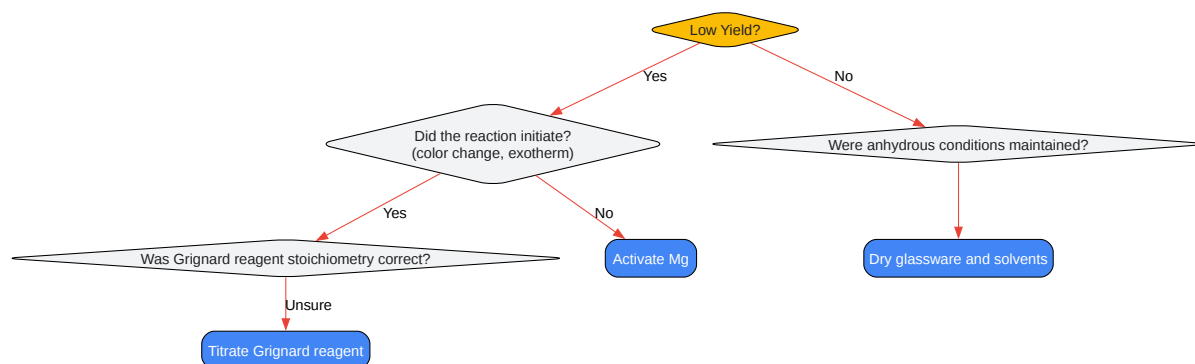 Low Yield?
Yes
No
Did the reaction initiate?
(color change, exotherm)
Were anhydrous conditions maintained?
Yes
No
Was Grignard reagent stoichiometry correct?
Activate Mg
Dry glassware and solvents
Unsure
Titrate Grignard reagent